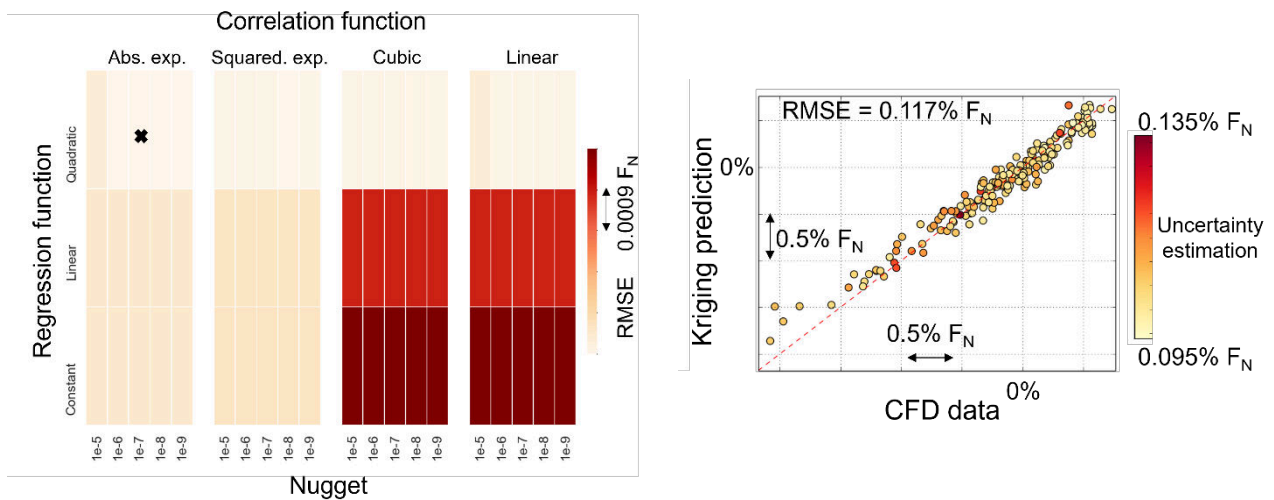 Correlation function
Abs. exp.
Squared. exp.
Cubic
Linear
Regression function
Quadratic
Linear
Constant
1e-5
1e-6
1e-7
1e-8
1e-9
1e-5
1e-6
1e-7
1e-8
1e-9
1e-5
1e-6
1e-7
1e-8
1e-9
1e-5
1e-6
1e-7
1e-8
1e-9
Nugget
RMSE
0.0009 F_N
RMSE = 0.117% F_N
Kriging prediction
0%
0.5% F_N
0.5% F_N
0%
CFD data
0.135% F_N
Uncertainty
estimation
0.095% F_N